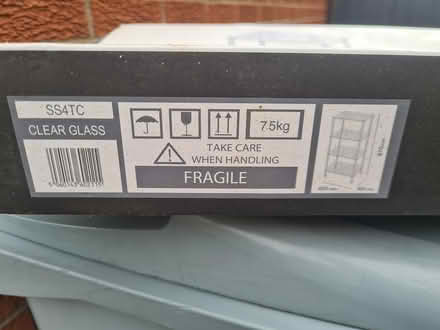 SS4TC
CLEAR GLASS
7.5kg
TAKE CARE
WHEN HANDLING
FRAGILE